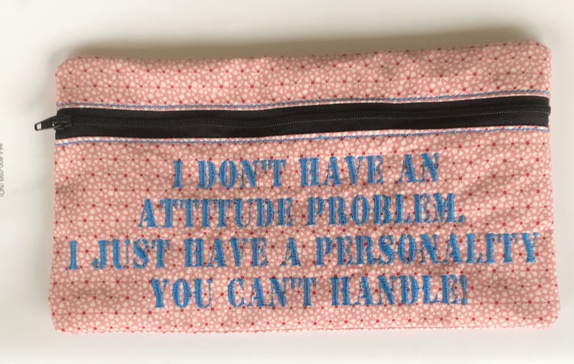 I DON'T HAVE AN
ATTITUDE PROBLEM.
I JUST HAVE A PERSONALITY
YOU CAN'T HANDLE!